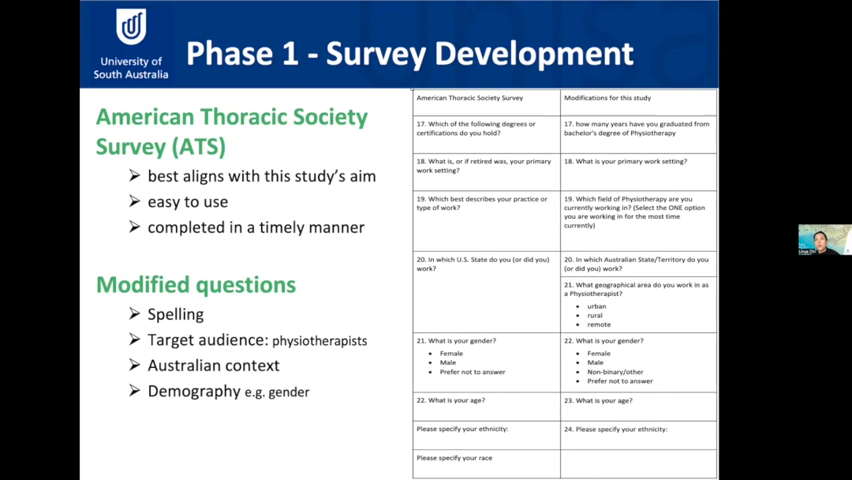 University of
South Australia
Phase 1 - Survey Development
American Thoracic Society
Survey (ATS)
best aligns with this study's aim
easy to use
completed in a timely manner
Modified questions
Spelling
Target audience: physiotherapists
Australian context
Demography e.g. gender
American Thoracic Society Survey
Modifications for this study
17. Which of the following degrees or
certifications do you hold?
17. how many years have you graduated from
bachelor's degree of Physiotherapy
18. What is, or if retired was, your primary
work setting?
18. What is your primary work setting?
19. Which best describes your practice or
type of work?
19. Which field of Physiotherapy are you
currently working in? (Select the ONE option
you are working in for the most time
currently)
20. In which U.S. State do you (or did you)
work?
20. In which Australian State/Territory do you
(or did you) work?
21. What geographical area do you work in as
a Physiotherapist?
urban
rural
remote
21. What is your gender?
Female
Male
Prefer not to answer
22. What is your gender?
Female
Male
Non-binary/other
Prefer not to answer
22. What is your age?
23. What is your age?
Please specify your ethnicity:
24. Please specify your ethnicity:
Please specify your race